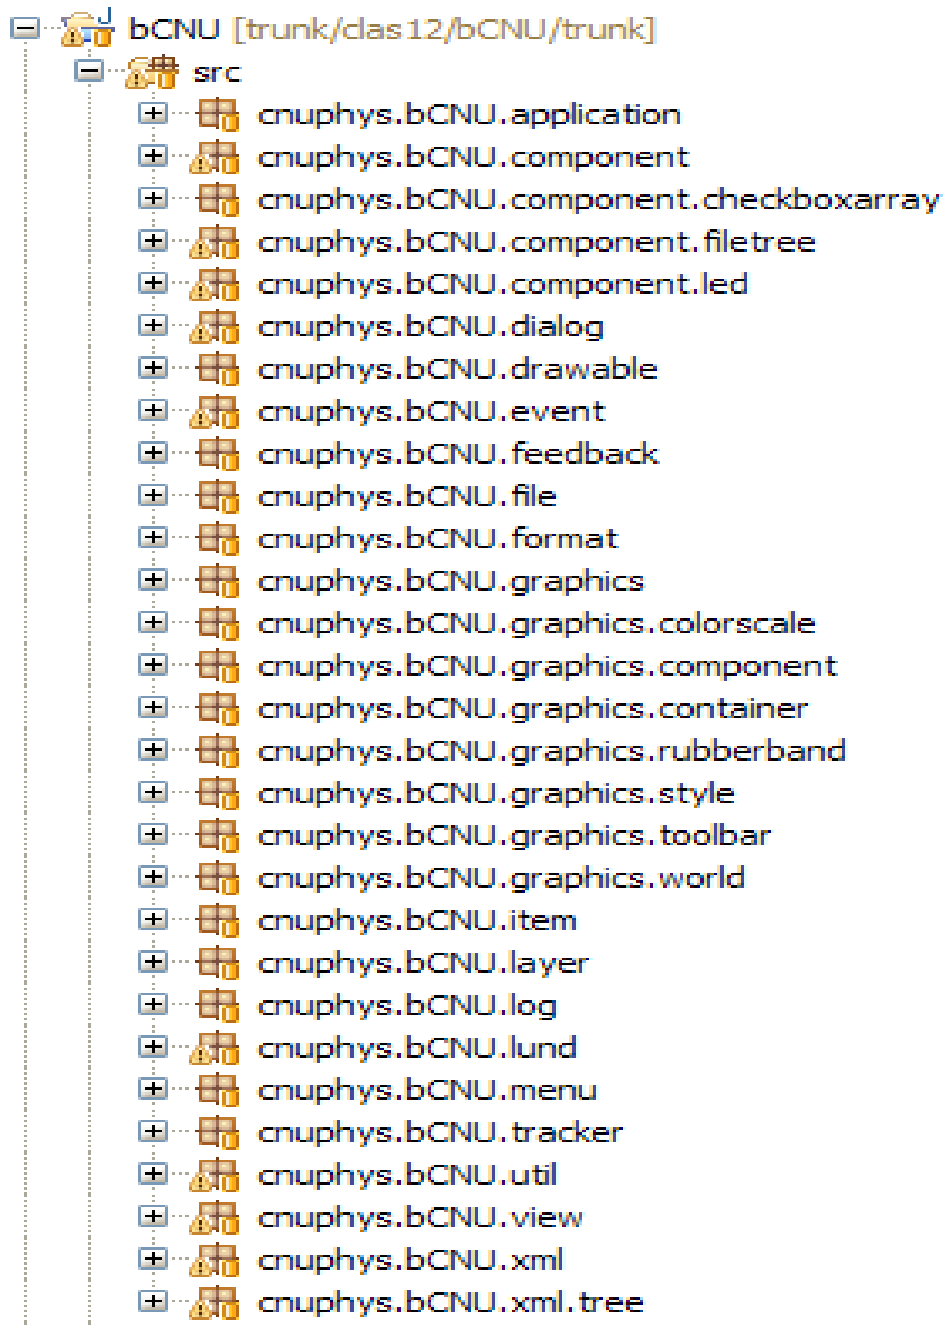 bCNU [trunk/clas12/bCNU/trunk]
src
cnuphys.bCNU.application
cnuphys.bCNU.component
cnuphys.bCNU.component.checkboxarray
cnuphys.bCNU.component.filetree
cnuphys.bCNU.component.led
cnuphys.bCNU.dialog
cnuphys.bCNU.drawable
cnuphys.bCNU.event
cnuphys.bCNU.feedback
cnuphys.bCNU.file
cnuphys.bCNU.format
cnuphys.bCNU.graphics
cnuphys.bCNU.graphics.colorscale
cnuphys.bCNU.graphics.component
cnuphys.bCNU.graphics.container
cnuphys.bCNU.graphics.rubberband
cnuphys.bCNU.graphics.style
cnuphys.bCNU.graphics.toolbar
cnuphys.bCNU.graphics.world
cnuphys.bCNU.item
cnuphys.bCNU.layer
cnuphys.bCNU.log
cnuphys.bCNU.lund
cnuphys.bCNU.menu
cnuphys.bCNU.tracker
cnuphys.bCNU.util
cnuphys.bCNU.view
cnuphys.bCNU.xml
cnuphys.bCNU.xml.tree